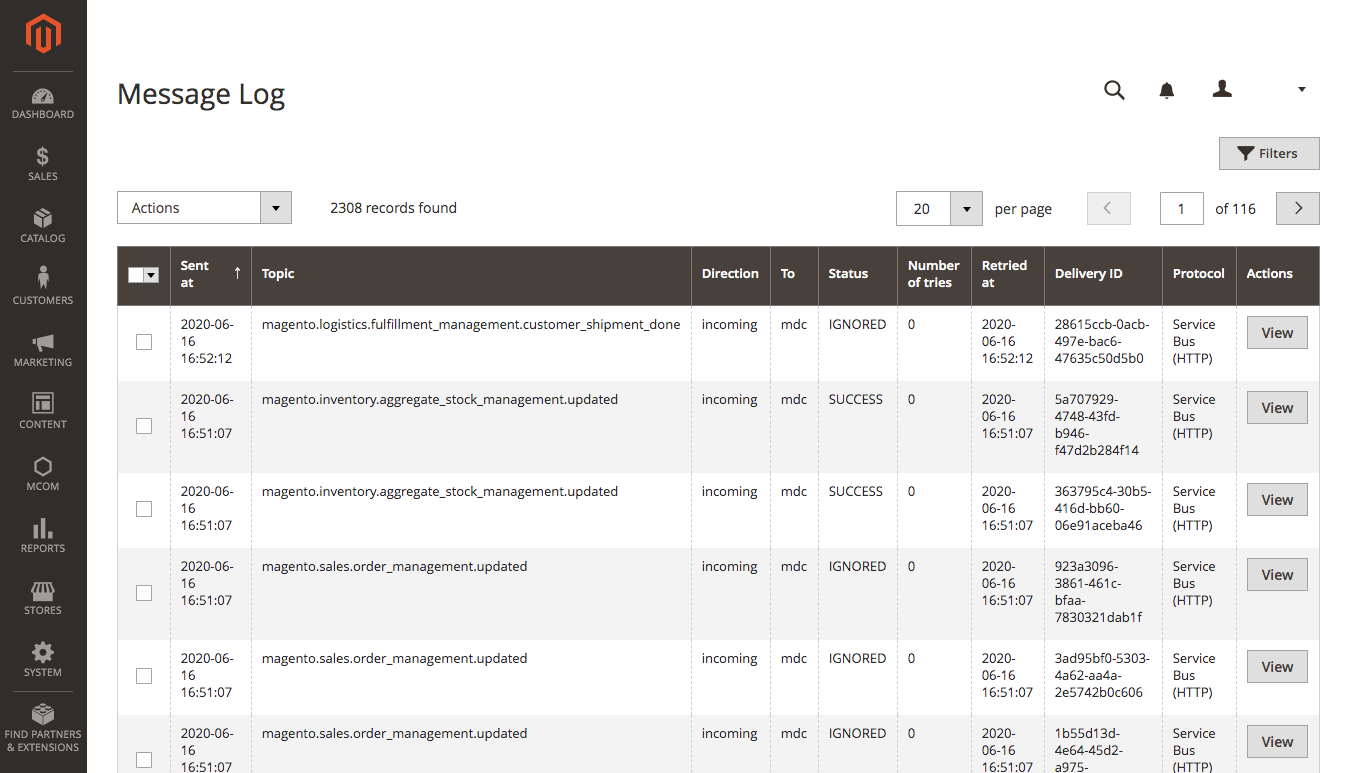 DASHBOARD
SALES
CATALOG
CUSTOMERS
MARKETING
CONTENT
MCOM
REPORTS
STORES
SYSTEM
FIND PARTNERS
& EXTENSIONS
Message Log
Filters
Actions
2308 records found
20
per page
1
of 116
Sent at Topic Direction To Status Number of tries Retried at Delivery ID Protocol Actions
2020-06-16 16:52:12 magento.logistics.fulfillment_management.customer_shipment_done incoming mdc IGNORED 0 2020-06-16 16:52:12 28615ccb-0acb-497e-bac6-47635c50d5b0 Service Bus (HTTP) View
2020-06-16 16:51:07 magento.inventory.aggregate_stock_management.updated incoming mdc SUCCESS 0 2020-06-16 16:51:07 5a707929-4748-43fd-b946-f47d2b284f14 Service Bus (HTTP) View
2020-06-16 16:51:07 magento.inventory.aggregate_stock_management.updated incoming mdc SUCCESS 0 2020-06-16 16:51:07 363795c4-30b5-416d-bb60-06e91aceba46 Service Bus (HTTP) View
2020-06-16 16:51:07 magento.sales.order_management.updated incoming mdc IGNORED 0 2020-06-16 16:51:07 923a3096-3861-461c-bfaa-7830321dab1f Service Bus (HTTP) View
2020-06-16 16:51:07 magento.sales.order_management.updated incoming mdc IGNORED 0 2020-06-16 16:51:07 3ad95bf0-5303-4a62-aa4a-2e5742b0c606 Service Bus (HTTP) View
2020-06-16 16:51:07 magento.sales.order_management.updated incoming mdc IGNORED 0 2020-06-16 16:51:07 1b55d13d-4e64-45d2-a975- Service Bus (HTTP) View